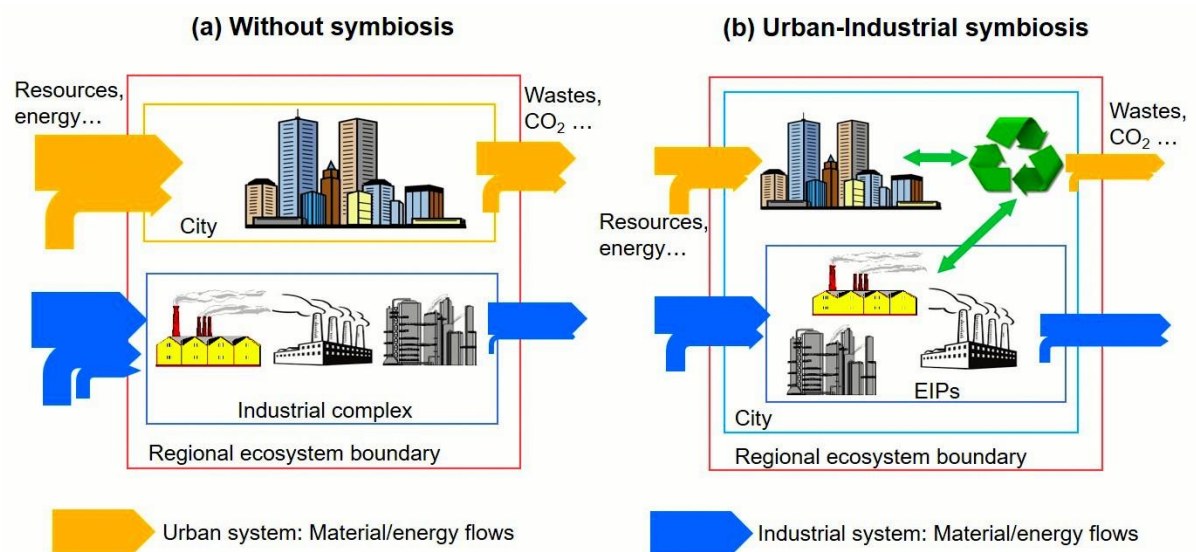 (a) Without symbiosis
Resources,
energy…
Wastes,
CO₂ …
City
Industrial complex
Regional ecosystem boundary
(b) Urban-Industrial symbiosis
Wastes,
CO₂ …
Resources,
energy…
EIPs
City
Regional ecosystem boundary
Urban system: Material/energy flows
Industrial system: Material/energy flows